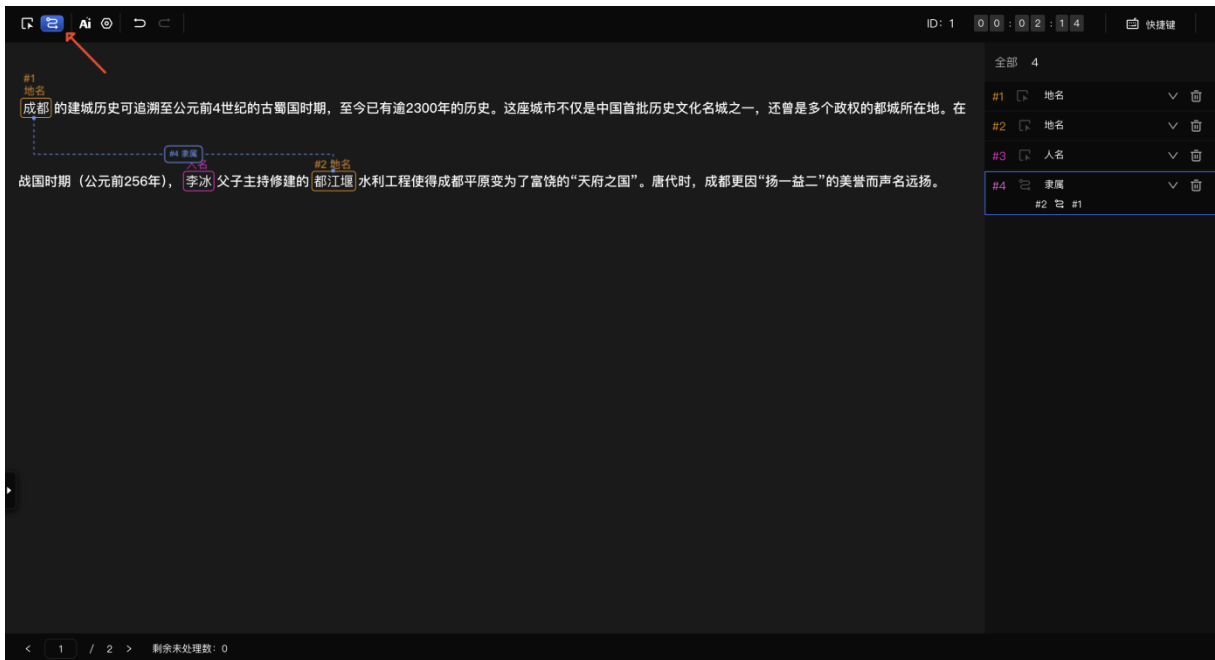 Ai
ID: 1 00:02:14 快捷键
全部 4
#1
地名
成都 的建城历史可追溯至公元前4世纪的古蜀国时期，至今已有逾2300年的历史。这座城市不仅是中国首批历史文化名城之一，还曾是多个政权的都城所在地。在
#4 隶属
人名
#2 地名
战国时期（公元前256年），李冰 父子主持修建的 都江堰 水利工程使得成都平原变为了富饶的“天府之国”。唐代时，成都更因“扬一益二”的美誉而声名远扬。
#1 地名
#2 地名
#3 人名
#4 隶属
#2 #1
< 1 / 2 > 剩余未处理数：0